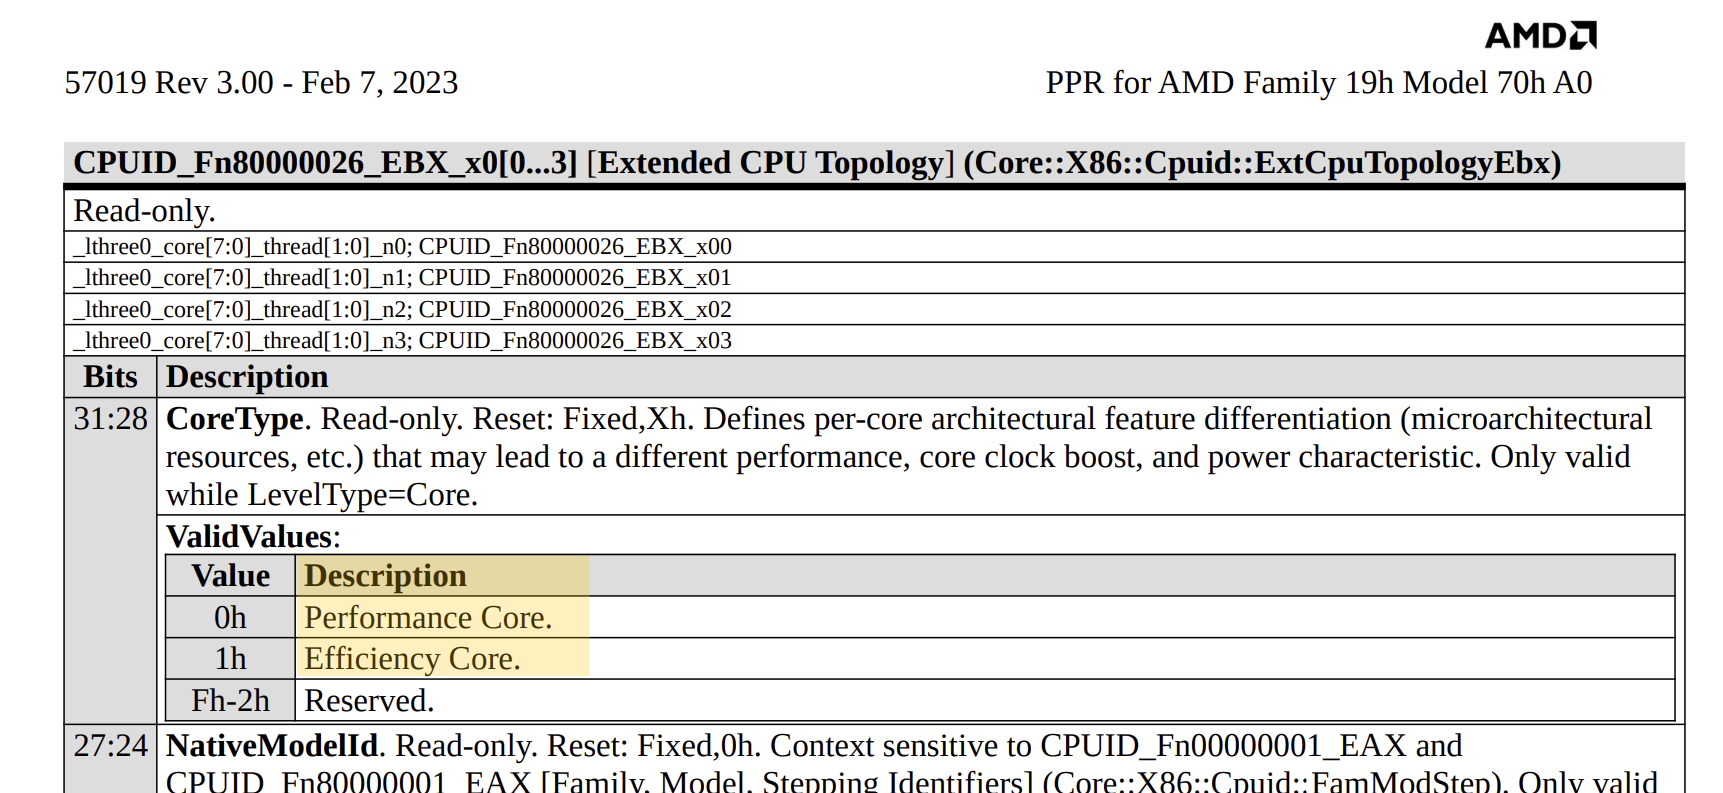 AMD
57019 Rev 3.00 - Feb 7, 2023 PPR for AMD Family 19h Model 70h A0
CPUID_Fn80000026_EBX_x0[0...3] [Extended CPU Topology] (Core::X86::Cpuid::ExtCpuTopologyEbx)
Read-only.
_lthree0_core[7:0]_thread[1:0]_n0; CPUID_Fn80000026_EBX_x00
_lthree0_core[7:0]_thread[1:0]_n1; CPUID_Fn80000026_EBX_x01
_lthree0_core[7:0]_thread[1:0]_n2; CPUID_Fn80000026_EBX_x02
_lthree0_core[7:0]_thread[1:0]_n3; CPUID_Fn80000026_EBX_x03
Bits Description
31:28 CoreType. Read-only. Reset: Fixed,Xh. Defines per-core architectural feature differentiation (microarchitectural
resources, etc.) that may lead to a different performance, core clock boost, and power characteristic. Only valid
while LevelType=Core.
ValidValues:
Value Description
0h Performance Core.
1h Efficiency Core.
Fh-2h Reserved.
27:24 NativeModelId. Read-only. Reset: Fixed,0h. Context sensitive to CPUID_Fn00000001_EAX and
CPUID_Fn80000001_EAX [Family, Model, Stepping Identifiers] (Core::X86::Cpuid::FamModStep). Only valid